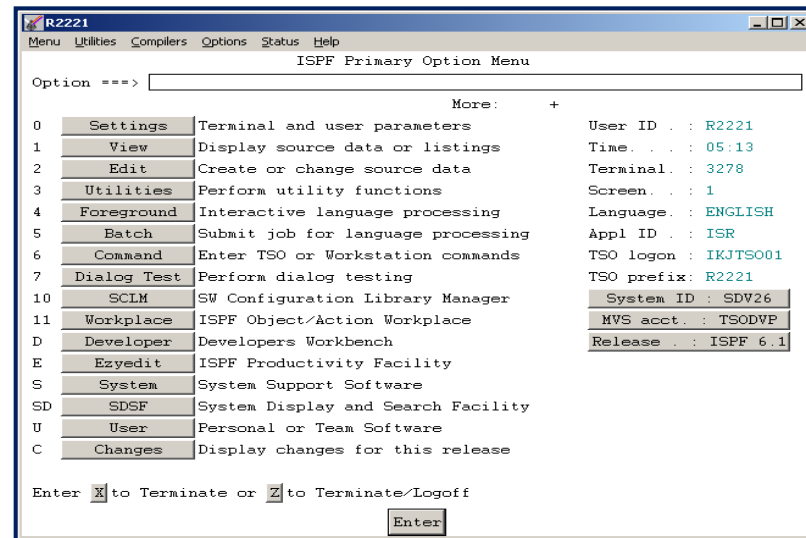 R2221
Menu Utilities Compilers Options Status Help
ISPF Primary Option Menu
Option ===>
More: +
0 Settings Terminal and user parameters User ID . : R2221
1 View Display source data or listings Time. . . : 05:13
2 Edit Create or change source data Terminal. : 3278
3 Utilities Perform utility functions Screen. . : 1
4 Foreground Interactive language processing Language. : ENGLISH
5 Batch Submit job for language processing Appl ID . : ISR
6 Command Enter TSO or Workstation commands TSO logon : IKJTSO01
7 Dialog Test Perform dialog testing TSO prefix: R2221
10 SCLM SW Configuration Library Manager System ID : SDV26
11 Workplace ISPF Object/Action Workplace MVS acct. : TSODVP
D Developer Developers Workbench Release . : ISPF 6.1
E Ezyedit ISPF Productivity Facility
S System System Support Software
SD SDSF System Display and Search Facility
U User Personal or Team Software
C Changes Display changes for this release
Enter X to Terminate or Z to Terminate/Logoff
Enter